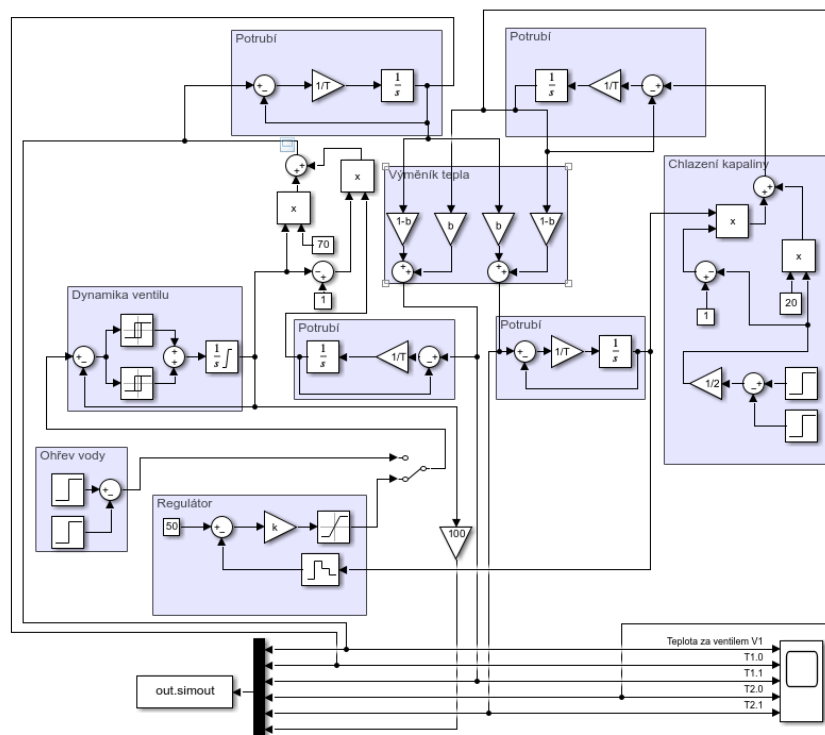 Potrubí
Potrubí
+
−
1/T
1
s
1
s
1/T
−
+
Chlazení kapaliny
+
+
x
Výměník tepla
+
+
x
x
1-b
b
b
1-b
x
70
+
+
+
+
−
+
1
+
−
20
1
Dynamika ventilu
Potrubí
Potrubí
+
−
+
+
1
s
1
s
1/T
−
+
+
−
1/T
1
s
1/2
−
+
Ohřev vody
+
−
Regulátor
50
+
−
k
100
Teplota za ventilem V1
T1.0
T1.1
T2.0
T2.1
out.simout